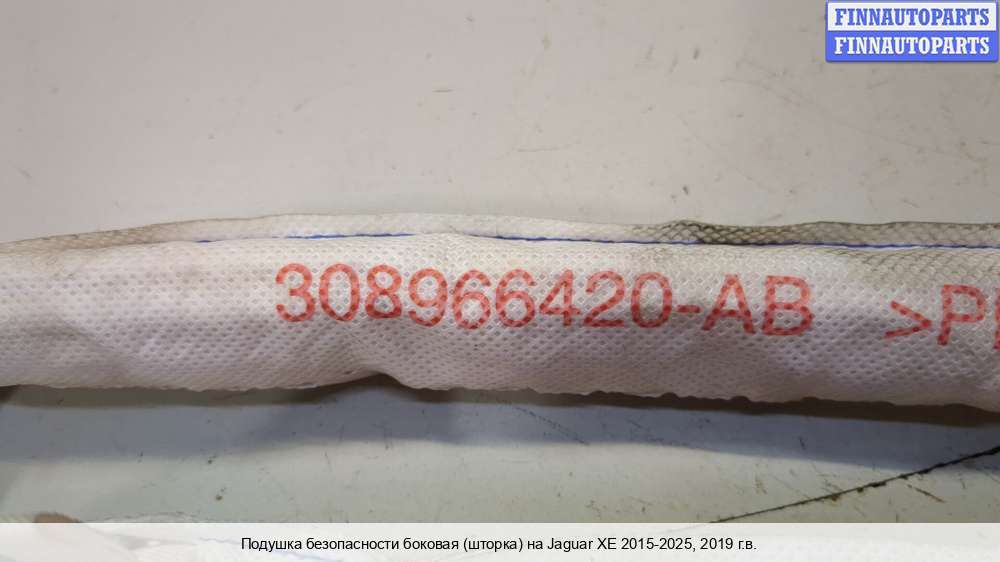 FINNAUTOPARTS
FINNAUTOPARTS
308966420-AB
Подушка безопасности боковая (шторка) на Jaguar XE 2015-2025, 2019 г.в.